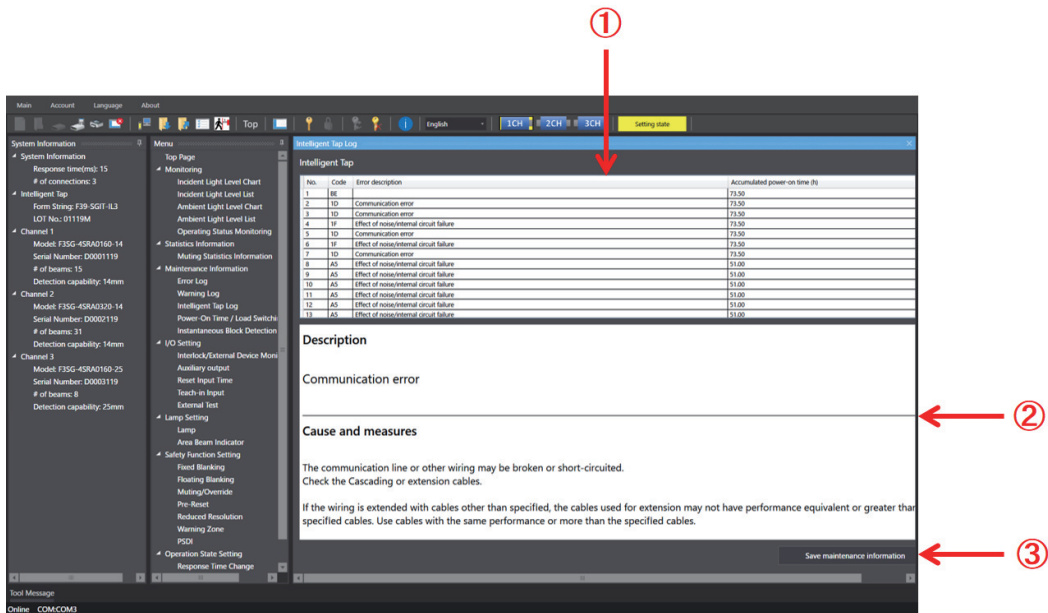 ①
Main Account Language About
Top English 1CH 2CH 3CH Setting state
System Information
System Information
Response time(ms): 15
# of connections: 3
Intelligent Tap
Form String: F39-SGIT-IL3
LOT No.: 01119M
Channel 1
Model: F3SG-4SRA0160-14
Serial Number: D0001119
# of beams: 15
Detection capability: 14mm
Channel 2
Model: F3SG-4SRA0320-14
Serial Number: D0002119
# of beams: 31
Detection capability: 14mm
Channel 3
Model: F3SG-4SRA0160-25
Serial Number: D0003119
# of beams: 8
Detection capability: 25mm
Menu
Top Page
Monitoring
Incident Light Level Chart
Incident Light Level List
Ambient Light Level Chart
Ambient Light Level List
Operating Status Monitoring
Statistics Information
Muting Statistics Information
Maintenance Information
Error Log
Warning Log
Intelligent Tap Log
Power-On Time / Load Switchi
Instantaneous Block Detection
I/O Setting
Interlock/External Device Moni
Auxiliary output
Reset Input Time
Teach-in Input
External Test
Lamp Setting
Lamp
Area Beam Indicator
Safety Function Setting
Fixed Blanking
Floating Blanking
Muting/Override
Pre-Reset
Reduced Resolution
Warning Zone
PSDI
Operation State Setting
Response Time Change
Intelligent Tap Log
Intelligent Tap
No. Code Error description Accumulated power-on time (h)
1 BE 73.50
2 1D Communication error 73.50
3 1D Communication error 73.50
4 1F Effect of noise/internal circuit failure 73.50
5 1D Communication error 73.50
6 1F Effect of noise/internal circuit failure 73.50
7 1D Communication error 73.50
8 A5 Effect of noise/internal circuit failure 51.00
9 A5 Effect of noise/internal circuit failure 51.00
10 A5 Effect of noise/internal circuit failure 51.00
11 A5 Effect of noise/internal circuit failure 51.00
12 A5 Effect of noise/internal circuit failure 51.00
13 A5 Effect of noise/internal circuit failure 51.00
Description
Communication error
②
Cause and measures
The communication line or other wiring may be broken or short-circuited.
Check the Cascading or extension cables.
If the wiring is extended with cables other than specified, the cables used for extension may not have performance equivalent or greater than
specified cables. Use cables with the same performance or more than the specified cables.
Save maintenance information
③
Tool Message
Online COM:COM3